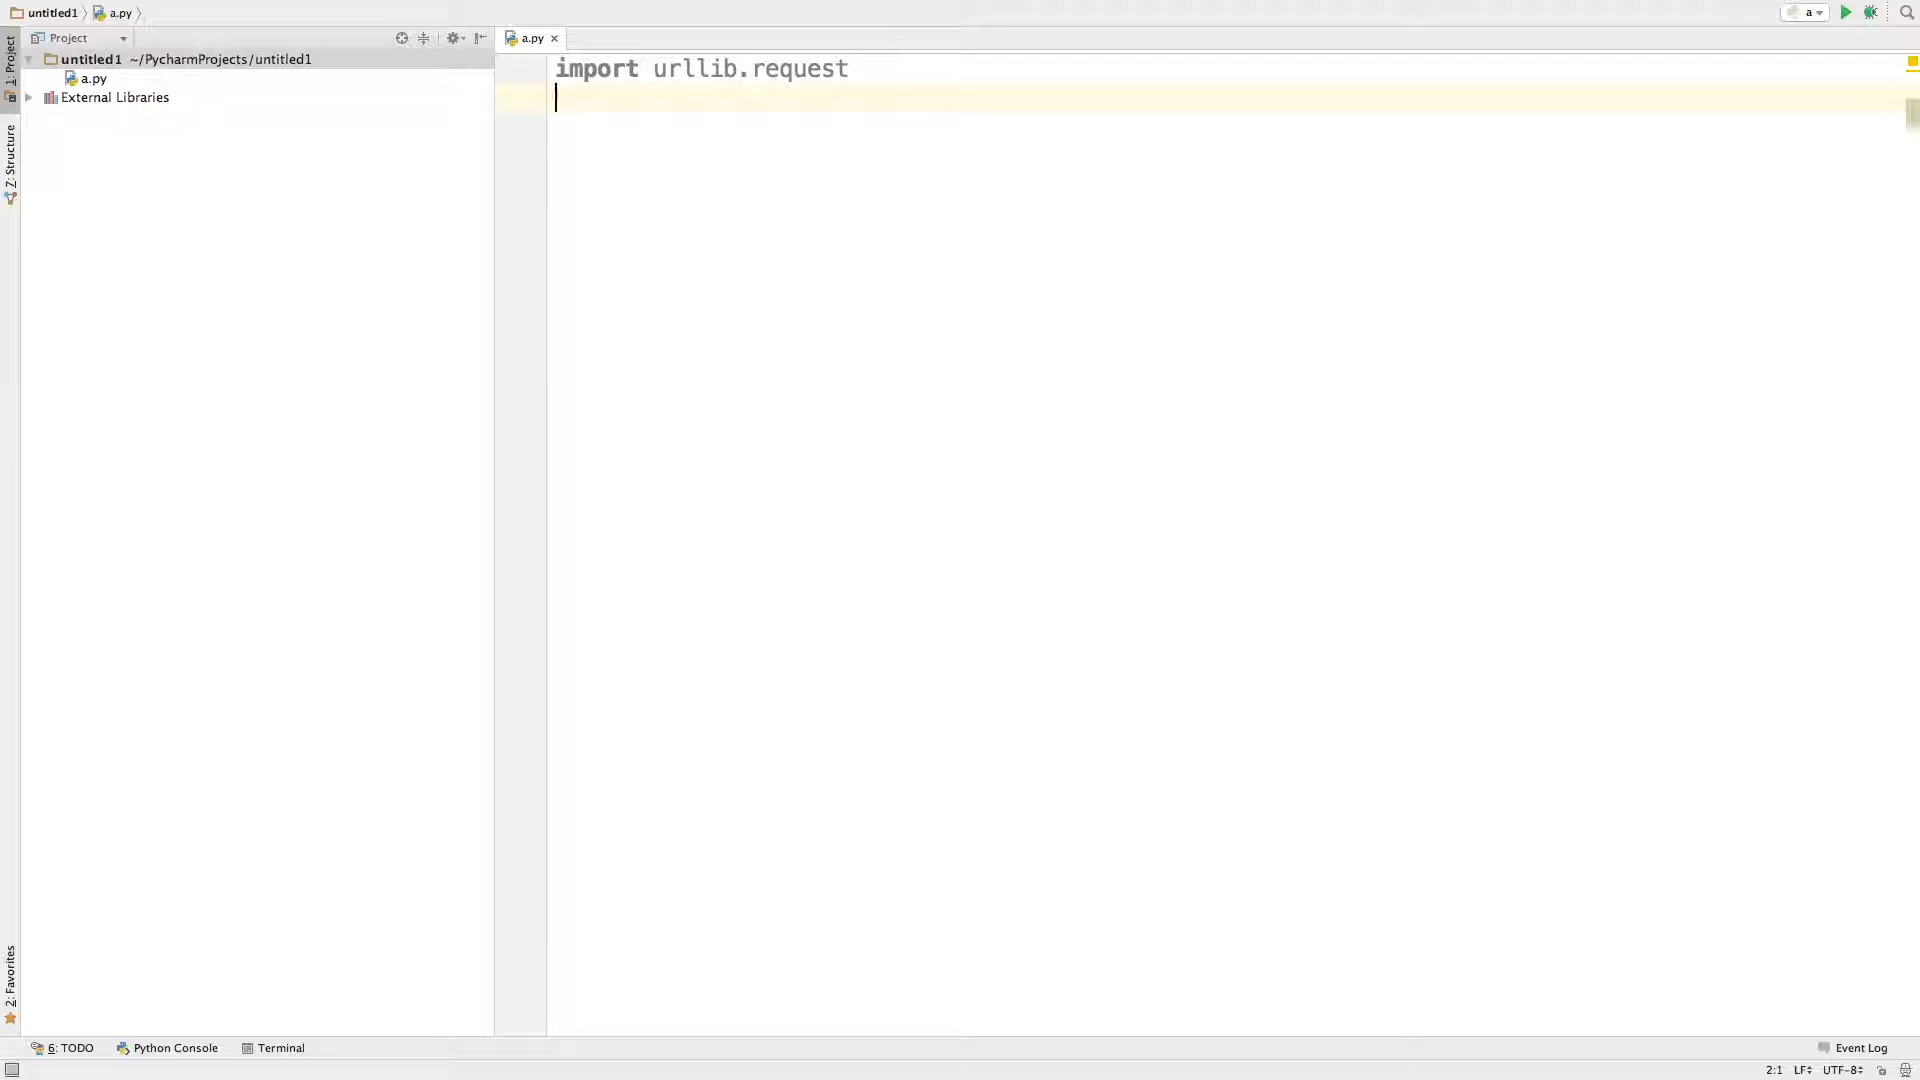 untitled1 a.py
a
Project
a.py
import urllib.request
untitled1 ~/PycharmProjects/untitled1
a.py
External Libraries
1: Project
Z: Structure
2: Favorites
6: TODO Python Console Terminal
Event Log
2:1 LF UTF-8